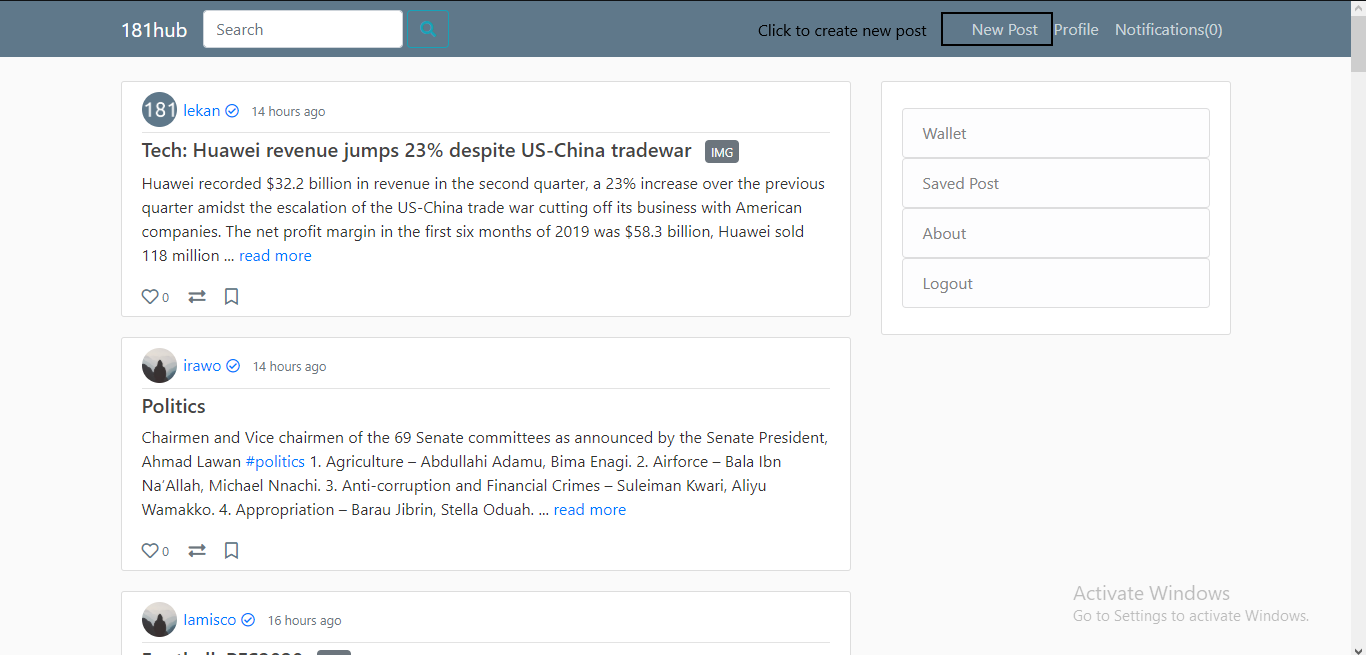 181hub
Search
Click to create new post
New Post
Profile
Notifications(0)
181
lekan
14 hours ago
Tech: Huawei revenue jumps 23% despite US-China tradewar IMG
Huawei recorded $32.2 billion in revenue in the second quarter, a 23% increase over the previous
quarter amidst the escalation of the US-China trade war cutting off its business with American
companies. The net profit margin in the first six months of 2019 was $58.3 billion, Huawei sold
118 million ... read more
0
irawo
14 hours ago
Politics
Chairmen and Vice chairmen of the 69 Senate committees as announced by the Senate President,
Ahmad Lawan #politics 1. Agriculture – Abdullahi Adamu, Bima Enagi. 2. Airforce – Bala Ibn
Na’Allah, Michael Nnachi. 3. Anti-corruption and Financial Crimes – Suleiman Kwari, Aliyu
Wamakko. 4. Appropriation – Barau Jibrin, Stella Oduah. ... read more
0
lamisco
16 hours ago
Wallet
Saved Post
About
Logout
Activate Windows
Go to Settings to activate Windows.